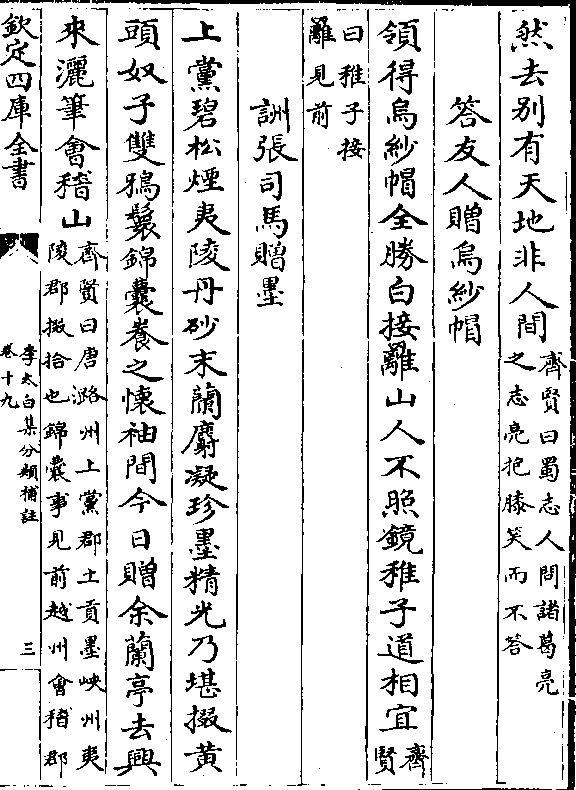 然去別有天地非人間
齊賢曰蜀志人問諸葛亮
之志亮抱膝笑而不答
答友人贈烏紗帽
領得烏紗帽全勝白接䍦山人不照鏡稚子道相宜
齊
賢
曰稚子接
䍦見前
詶張司馬贈墨
上黨碧松煙夷陵丹砂末蘭麝凝珍墨精光乃堪掇黃
頭奴子雙鴉鬟錦囊養之懷袖間今日贈余蘭亭去興
來灑筆會稽山
齊賢曰唐潞州上黨郡土貢墨峽州夷
陵郡掇拾也錦囊事見前越州會稽郡
欽定四庫全書
李太白集分類補註
卷十九
三